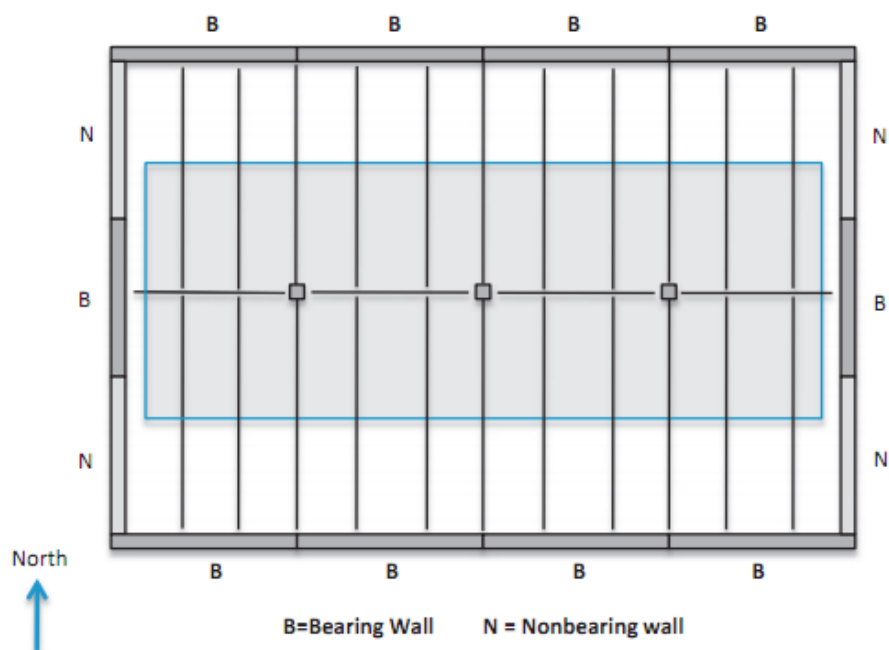 B B B B
N N
B B
N N
North
B B B B
B=Bearing Wall N = Nonbearing wall